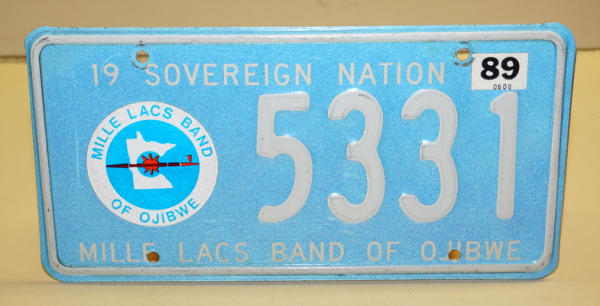 19 SOVEREIGN NATION 89
0600
MILLE LACS BAND
OF OJIBWE
5331
MILLE LACS BAND OF OJIBWE